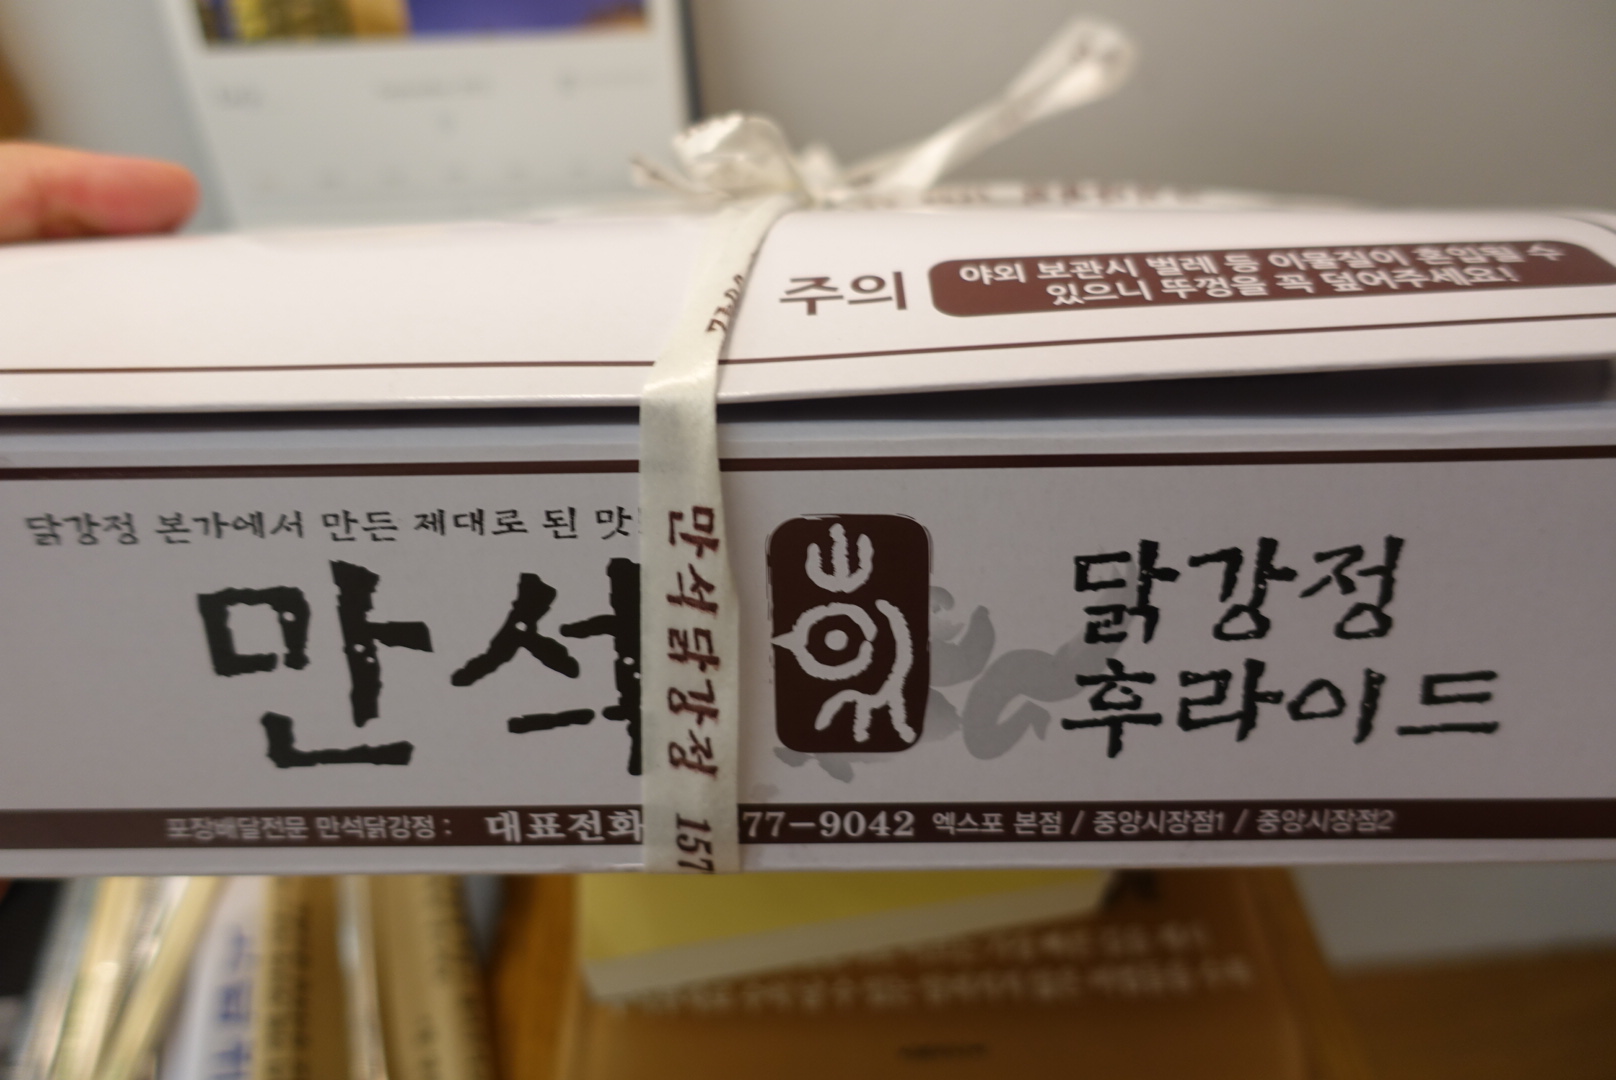 주의
야외 보관시 벌레 등 이물질이 혼입될 수
있으니 뚜껑을 꼭 덮어주세요!
닭강정 본가에서 만든 제대로 된 맛
만석
닭강정
후라이드
만석닭강정 157
포장배달전문 만석닭강정 : 대표전화 77-9042 엑스포 본점 / 중앙시장점1 / 중앙시장점2